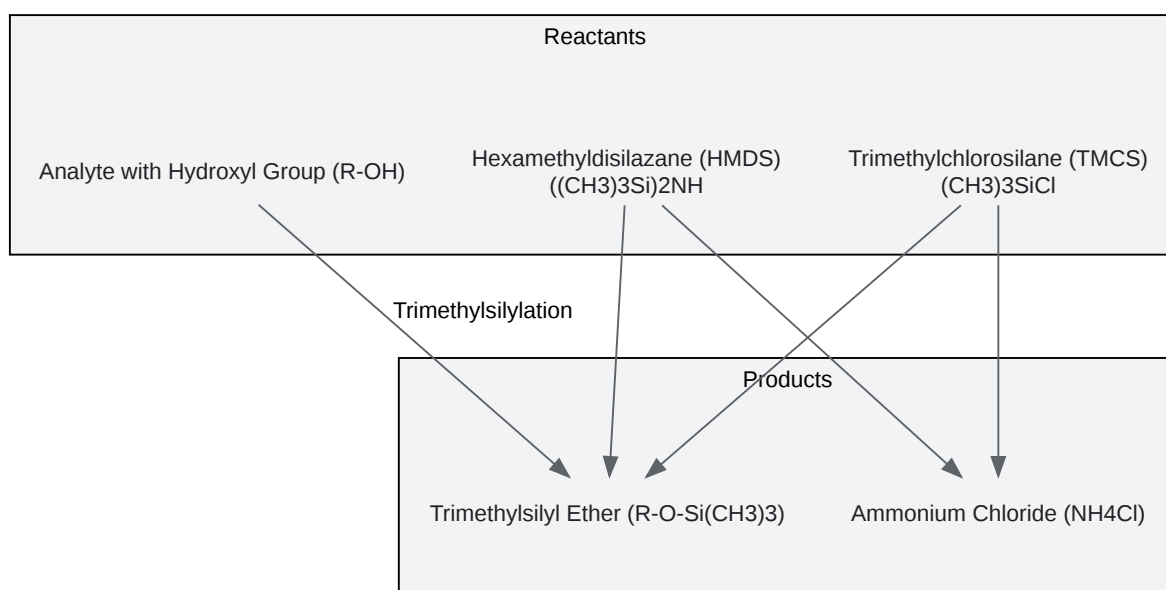 Reactants
Analyte with Hydroxyl Group (R-OH)
Hexamethyldisilazane (HMDS)
((CH3)3Si)2NH
Trimethylchlorosilane (TMCS)
(CH3)3SiCl
Trimethylsilylation
Products
Trimethylsilyl Ether (R-O-Si(CH3)3)
Ammonium Chloride (NH4Cl)